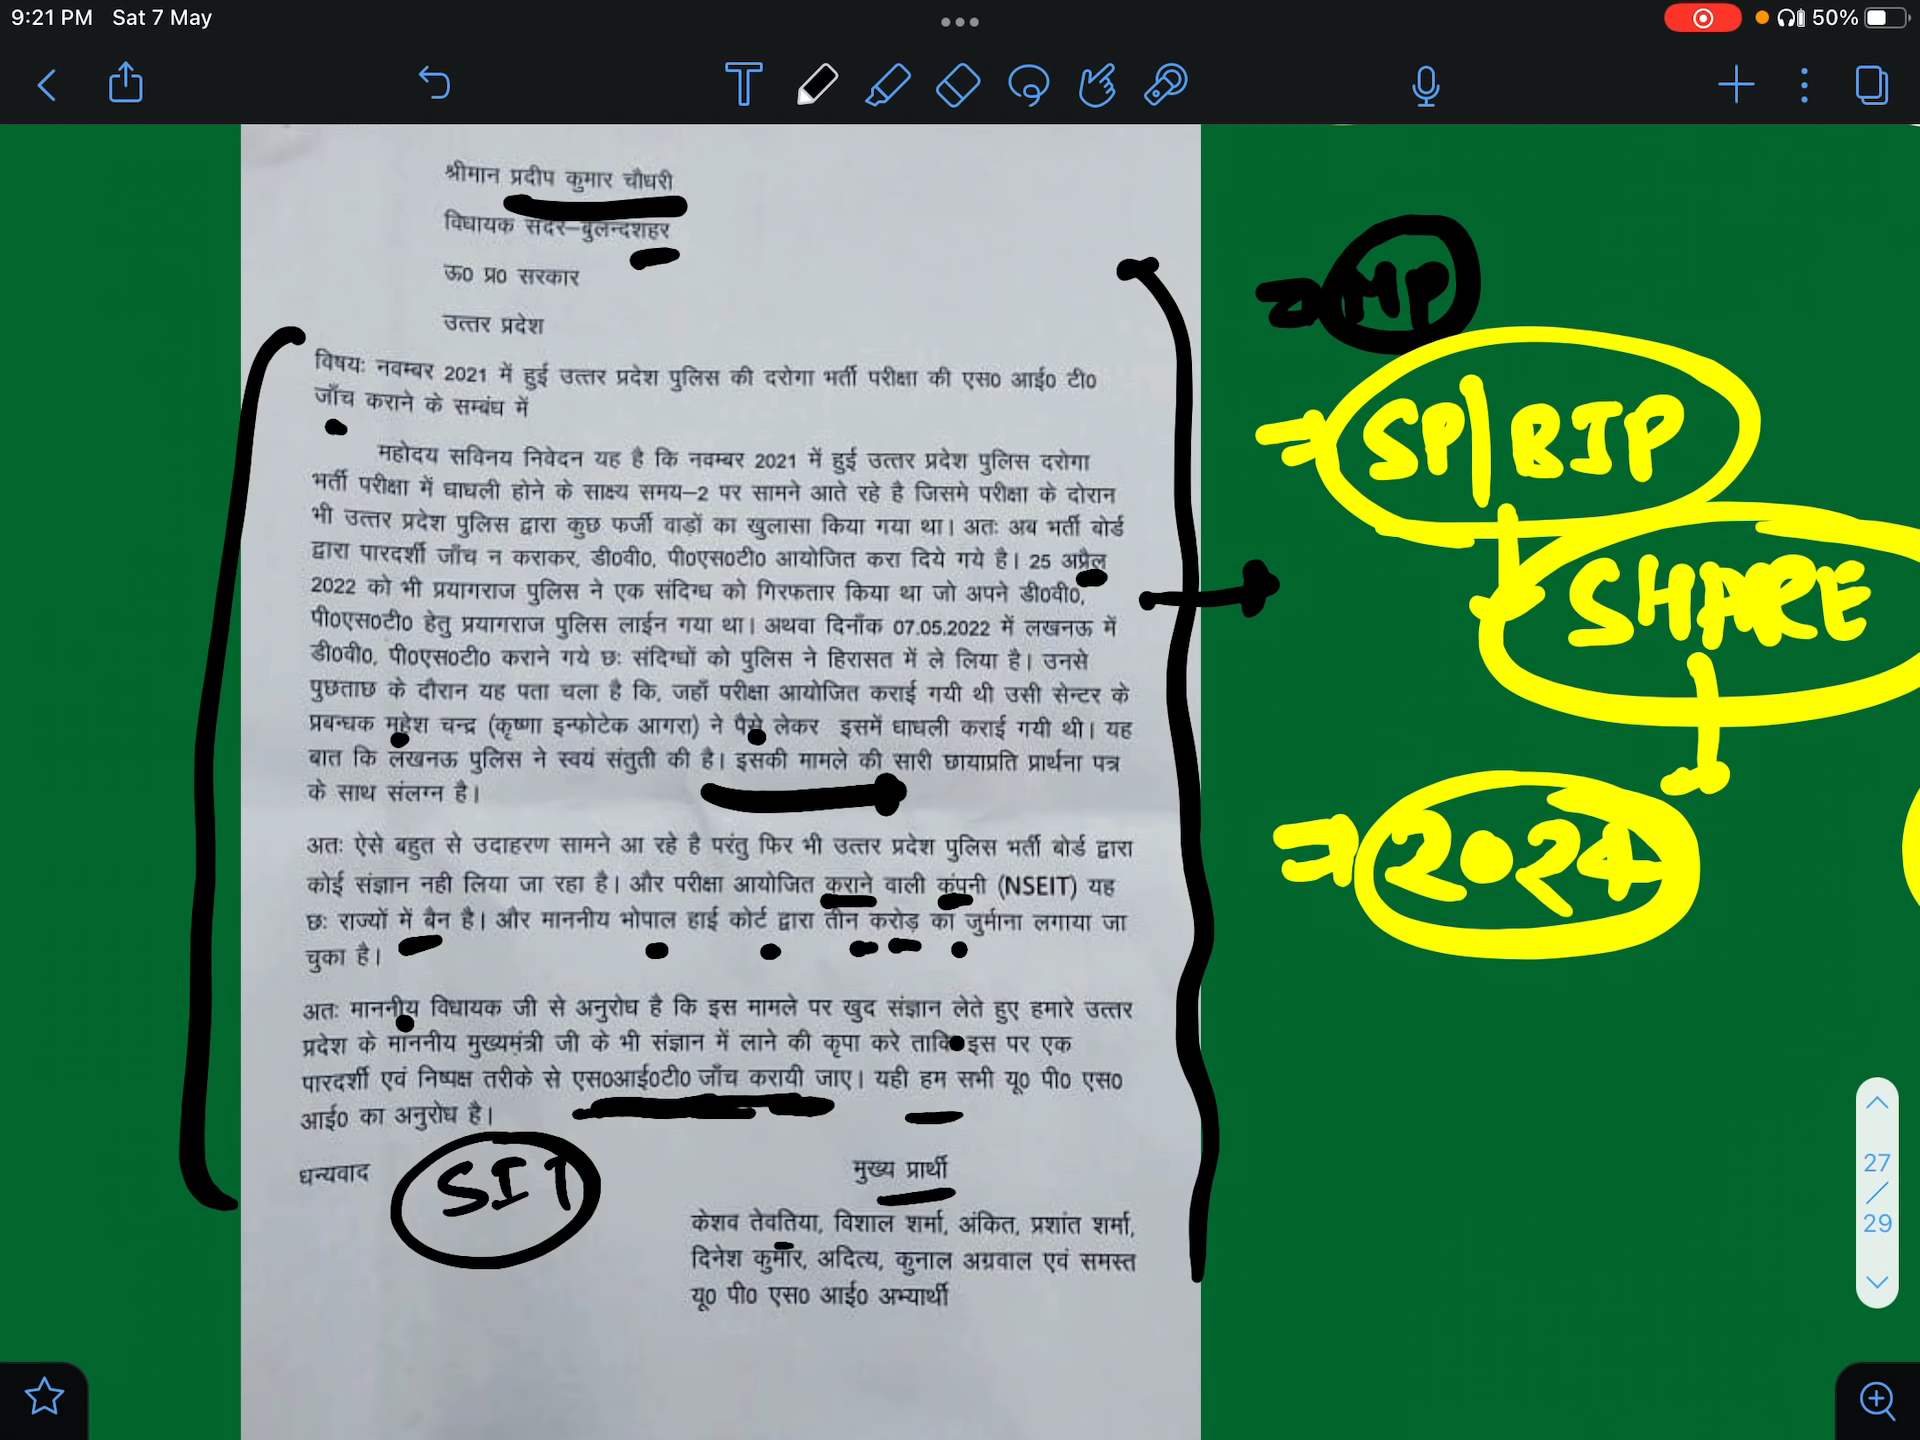 9:21 PM Sat 7 May
50%
श्रीमान प्रदीप कुमार चौधरी
विधायक सदर–बुलन्दशहर
ऊ0 प्र0 सरकार
उत्तर प्रदेश
विषय: नवम्बर 2021 में हुई उत्तर प्रदेश पुलिस की दरोगा भर्ती परीक्षा की एस0 आई0 टी0
जाँच कराने के सम्बंध में
महोदय सविनय निवेदन यह है कि नवम्बर 2021 में हुई उत्तर प्रदेश पुलिस दरोगा
भर्ती परीक्षा में धाधली होने के साक्ष्य समय–2 पर सामने आते रहे है जिसमे परीक्षा के दोरान
भी उत्तर प्रदेश पुलिस द्वारा कुछ फर्जी वाड़ों का खुलासा किया गया था। अतः अब भर्ती बोर्ड
द्वारा पारदर्शी जाँच न कराकर, डी0वी0, पी0एस0टी0 आयोजित करा दिये गये है। 25 अप्रैल
2022 को भी प्रयागराज पुलिस ने एक संदिग्ध को गिरफतार किया था जो अपने डी0वी0,
पी0एस0टी0 हेतु प्रयागराज पुलिस लाईन गया था। अथवा दिनाँक 07.05.2022 में लखनऊ में
डी0वी0, पी0एस0टी0 कराने गये छः संदिग्धों को पुलिस ने हिरासत में ले लिया है। उनसे
पुछताछ के दौरान यह पता चला है कि, जहाँ परीक्षा आयोजित कराई गयी थी उसी सेन्टर के
प्रबन्धक महेश चन्द्र (कृष्णा इन्फोटेक आगरा) ने पैसे लेकर इसमें धाधली कराई गयी थी। यह
बात कि लखनऊ पुलिस ने स्वयं संतुती की है। इसकी मामले की सारी छायाप्रति प्रार्थना पत्र
के साथ संलग्न है।
अतः ऐसे बहुत से उदाहरण सामने आ रहे है परंतु फिर भी उत्तर प्रदेश पुलिस भर्ती बोर्ड द्वारा
कोई संज्ञान नही लिया जा रहा है। और परीक्षा आयोजित कराने वाली कंपनी (NSEIT) यह
छः राज्यों में बैन है। और माननीय भोपाल हाई कोर्ट द्वारा तीन करोड़ का जुर्माना लगाया जा
चुका है।
अतः माननीय विधायक जी से अनुरोध है कि इस मामले पर खुद संज्ञान लेते हुए हमारे उत्तर
प्रदेश के माननीय मुख्यमंत्री जी के भी संज्ञान में लाने की कृपा करे ताकि इस पर एक
पारदर्शी एवं निष्पक्ष तरीके से एस0आई0टी0 जाँच करायी जाए। यही हम सभी यू0 पी0 एस0
आई0 का अनुरोध है।
धन्यवाद
SIT
मुख्य प्रार्थी
केशव तेवतिया, विशाल शर्मा, अंकित, प्रशांत शर्मा,
दिनेश कुमार, अदित्य, कुनाल अग्रवाल एवं समस्त
यू0 पी0 एस0 आई0 अभ्यार्थी
MP
SP| BJP
SHARE
2024
27
/
29